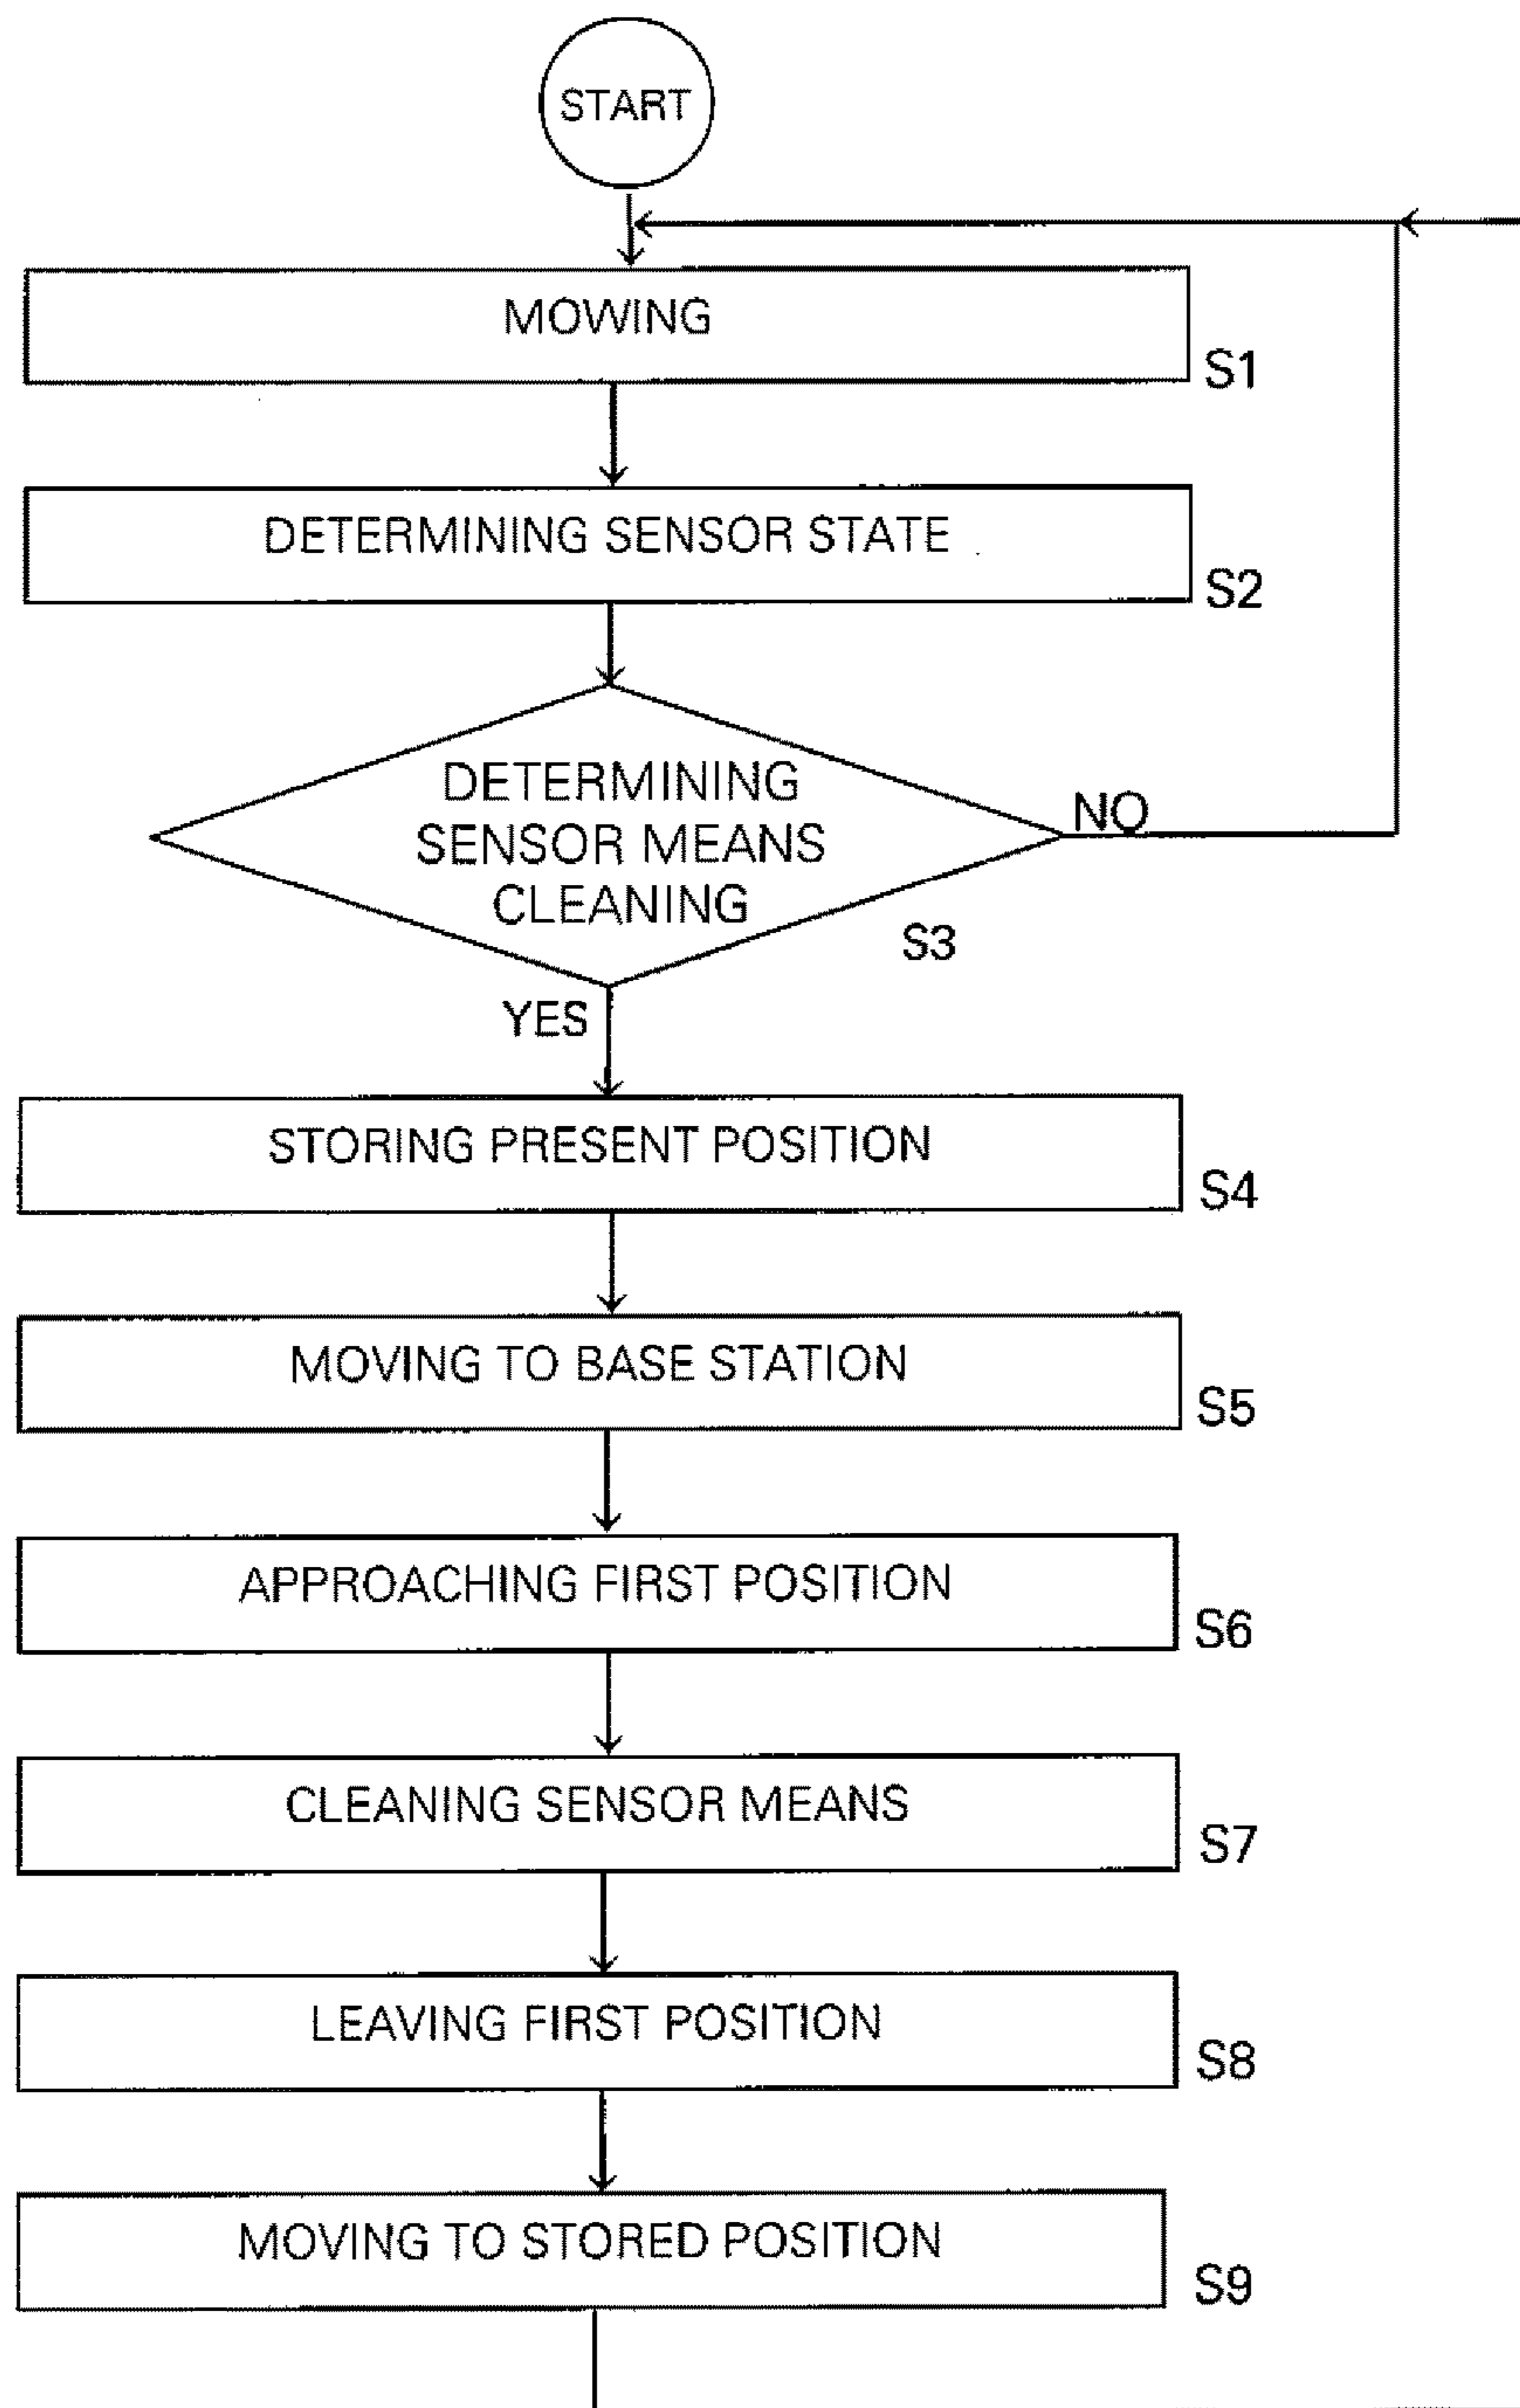 START
MOWING
S1
DETERMINING SENSOR STATE
S2
DETERMINING
SENSOR MEANS
CLEANING
NO
S3
YES
STORING PRESENT POSITION
S4
MOVING TO BASE STATION
S5
APPROACHING FIRST POSITION
S6
CLEANING SENSOR MEANS
S7
LEAVING FIRST POSITION
S8
MOVING TO STORED POSITION
S9